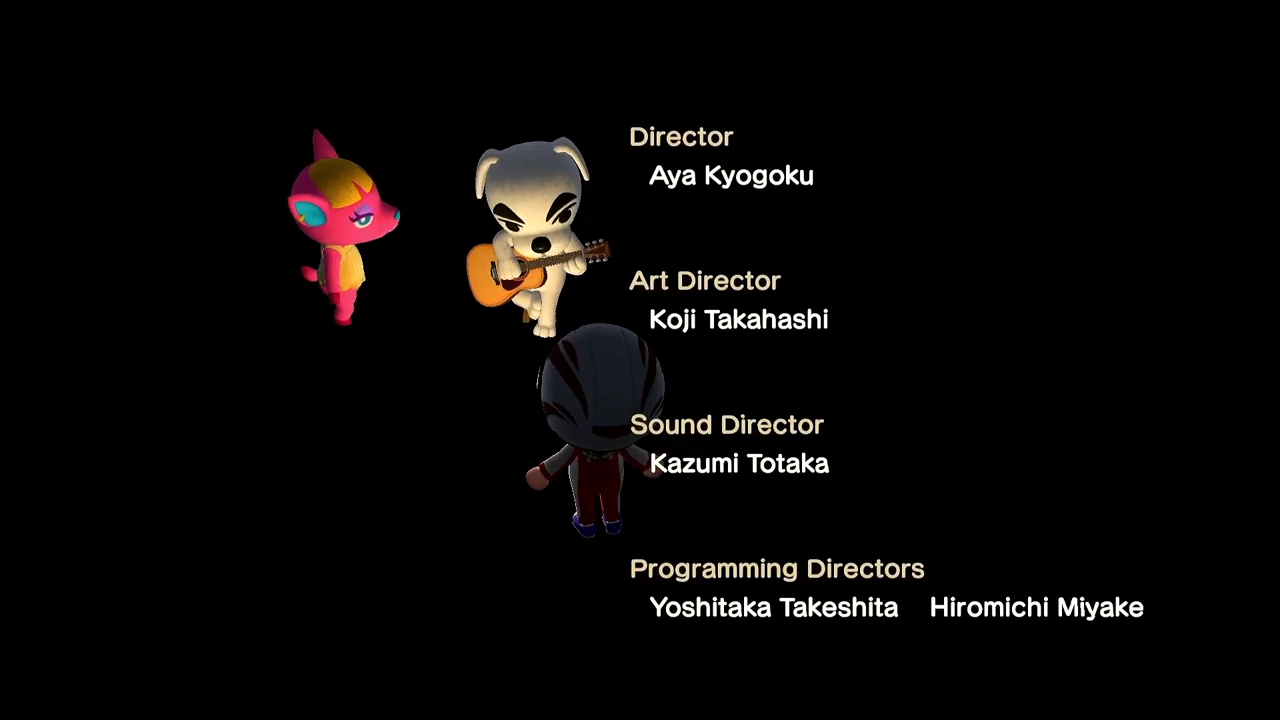 Director
Aya Kyogoku
Art Director
Koji Takahashi
Sound Director
Kazumi Totaka
Programming Directors
Yoshitaka Takeshita Hiromichi Miyake